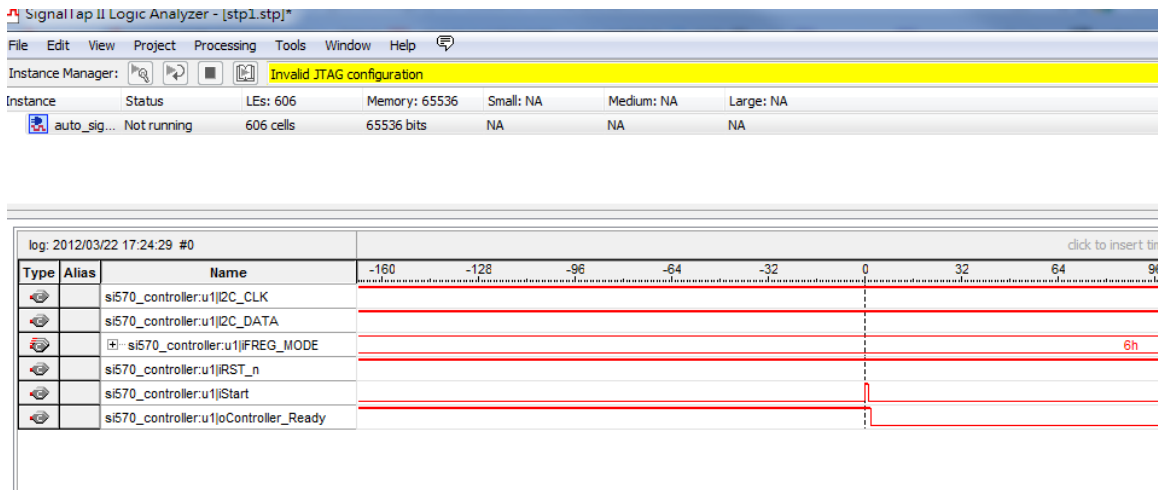 SignalTap II Logic Analyzer - [stp1.stp]*
File Edit View Project Processing Tools Window Help
Instance Manager: Invalid JTAG configuration
Instance Status LEs: 606 Memory: 65536 Small: NA Medium: NA Large: NA
auto_sig... Not running 606 cells 65536 bits NA NA NA
log: 2012/03/22 17:24:29 #0 click to insert tim
Type Alias Name -160 -128 -96 -64 -32 0 32 64 96
si570_controller:u1|I2C_CLK
si570_controller:u1|I2C_DATA
si570_controller:u1|iFREG_MODE 6h
si570_controller:u1|iRST_n
si570_controller:u1|iStart
si570_controller:u1|oController_Ready